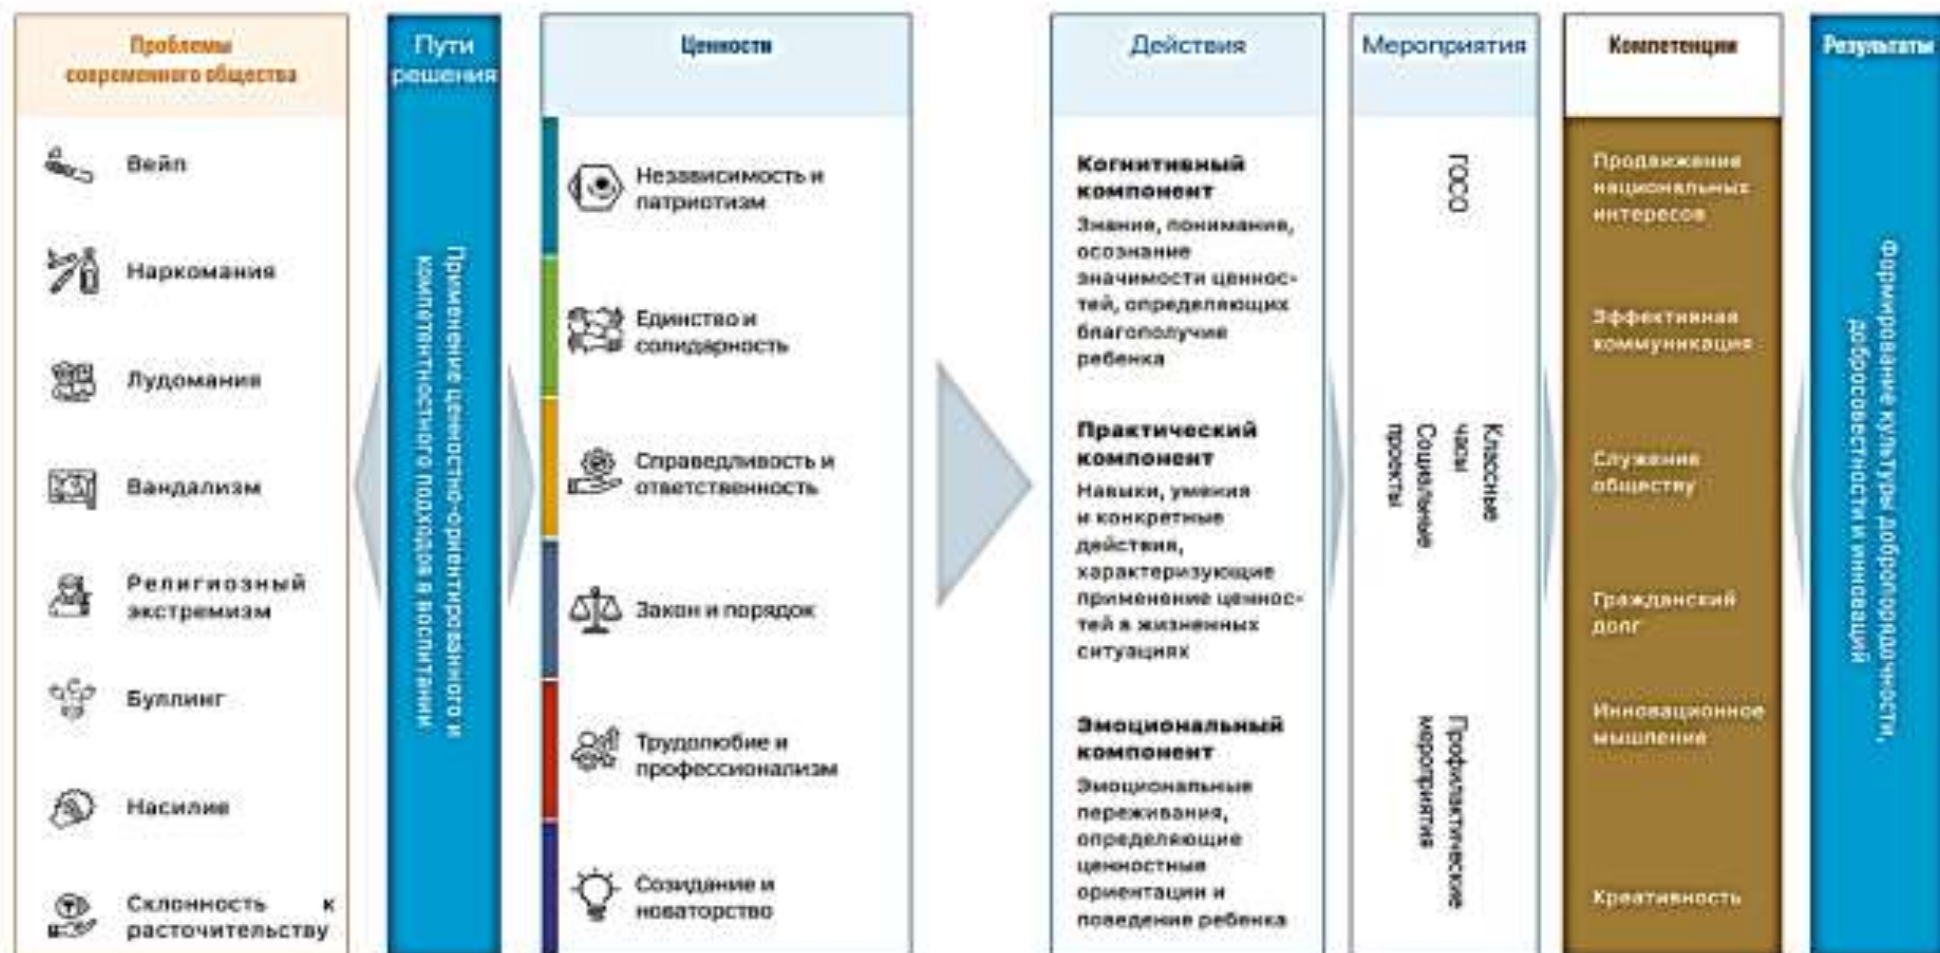 Проблемы
современного общества
Вейп
Наркомания
Лудомания
Вандализм
Религиозный
экстремизм
Буллинг
Насилие
Склонность к
расточительству
Пути
решения
Применение ценностно-ориентированного и
компетентностного подходов в воспитании
Ценности
Независимость и
патриотизм
Единство и
солидарность
Справедливость и
ответственность
Закон и порядок
Трудолюбие и
профессионализм
Созидание и
новаторство
Действия
Когнитивный
компонент
Знание, понимание,
осознание
значимости ценнос-
тей, определяющих
благополучие
ребенка
Практический
компонент
Навыки, умения
и конкретные
действия,
характеризующие
применение ценнос-
тей в жизненных
ситуациях
Эмоциональный
компонент
Эмоциональные
переживания,
определяющие
ценностные
ориентации и
поведение ребенка
Мероприятия
ГОСО
Классные
часы
Социальные
проекты
Профилактические
мероприятия
Компетенции
Продвижение
национальных
интересов
Эффективная
коммуникация
Служение
обществу
Гражданский
долг
Инновационное
мышление
Креативность
Результаты
Формирование культуры добропорядочности,
добросовестности и инноваций